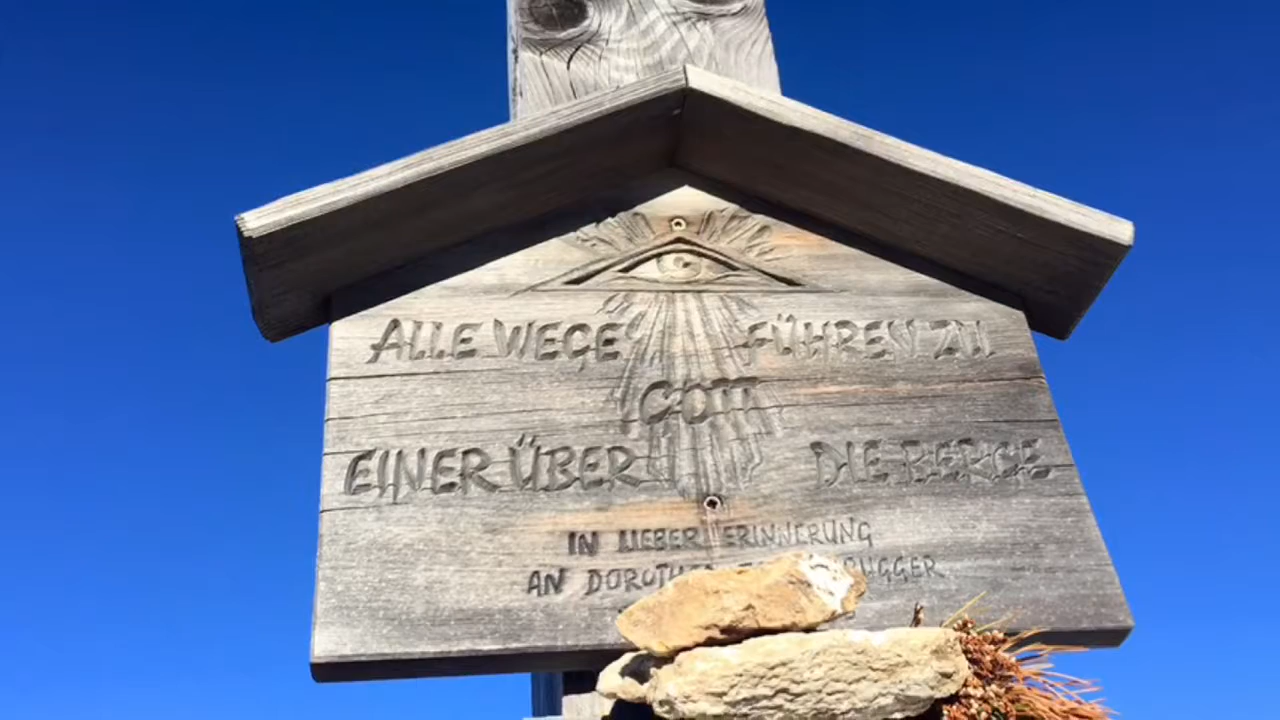 ALLE WEGE FÜHREN ZU
GOTT
EINER ÜBER DIE BERGE
IN LIEBER ERINNERUNG
AN